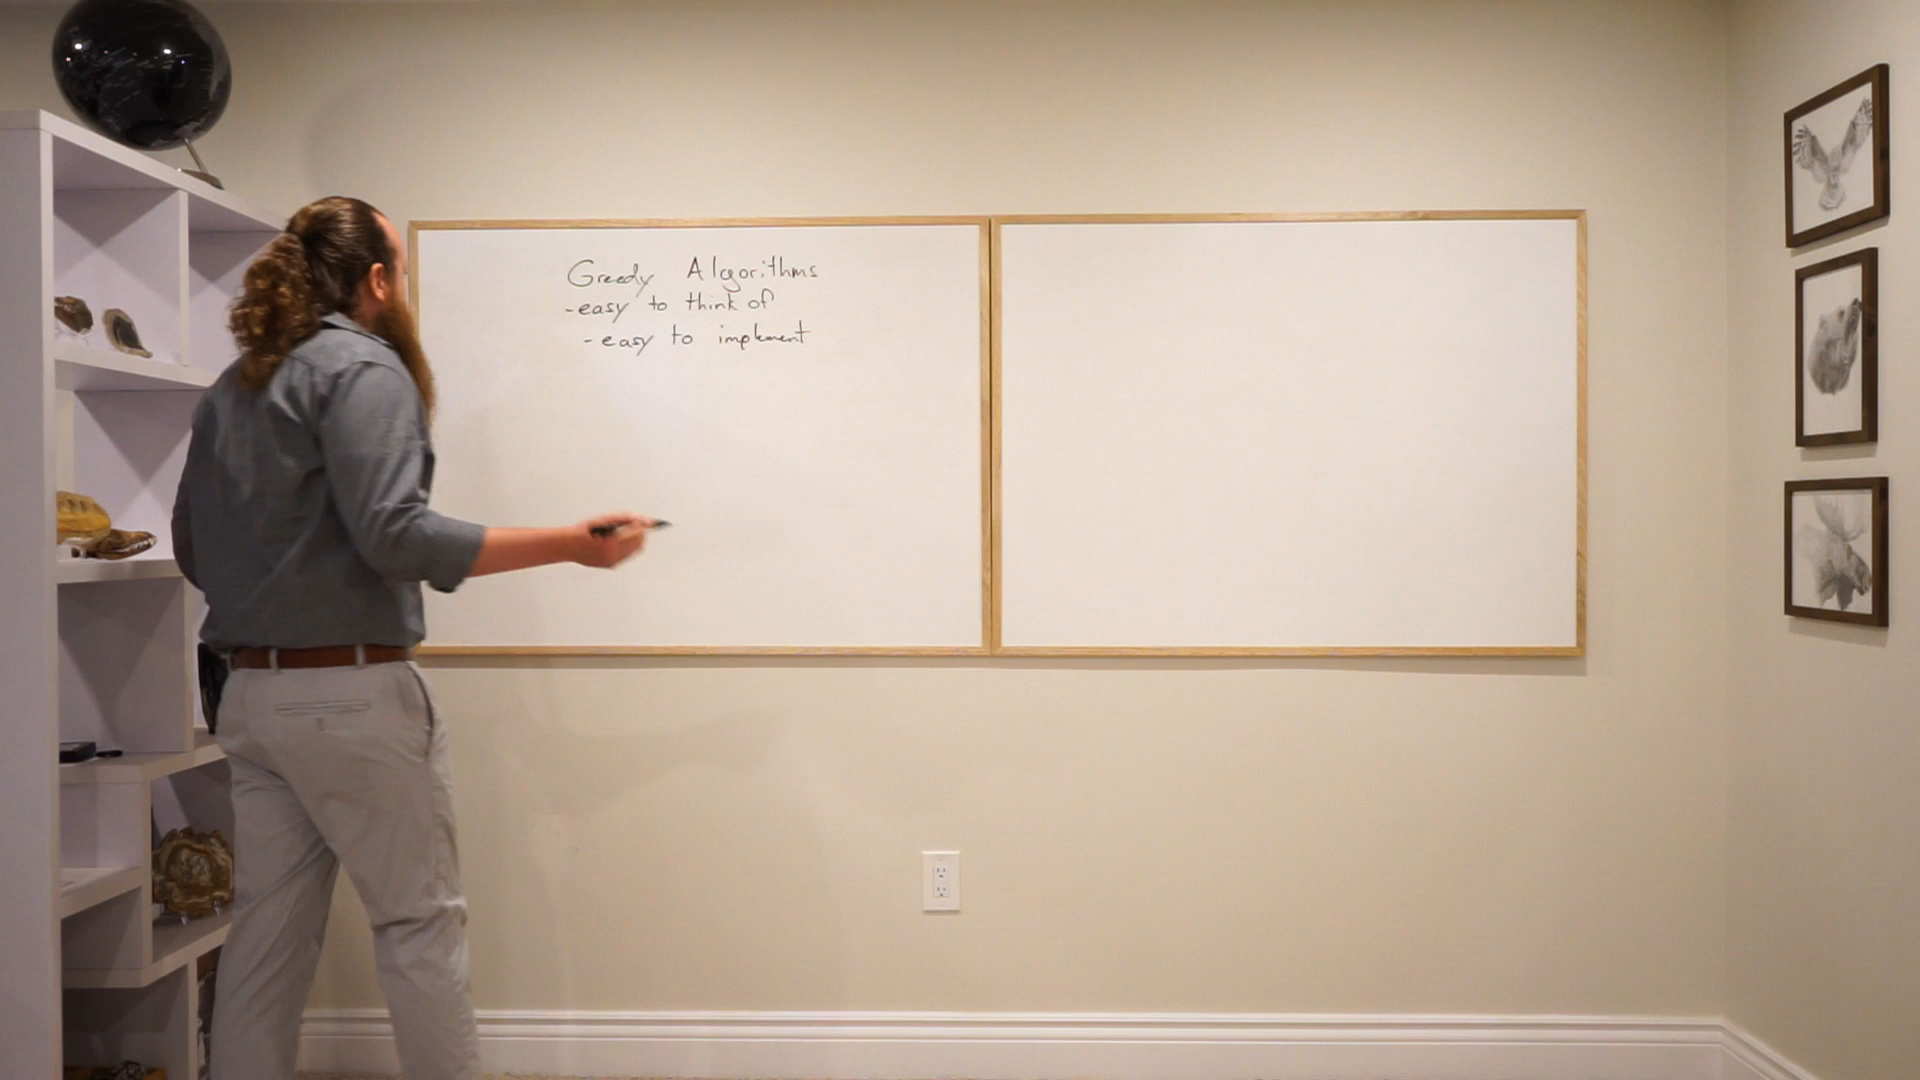 Greedy Algorithms
-easy to think of
- easy to implement